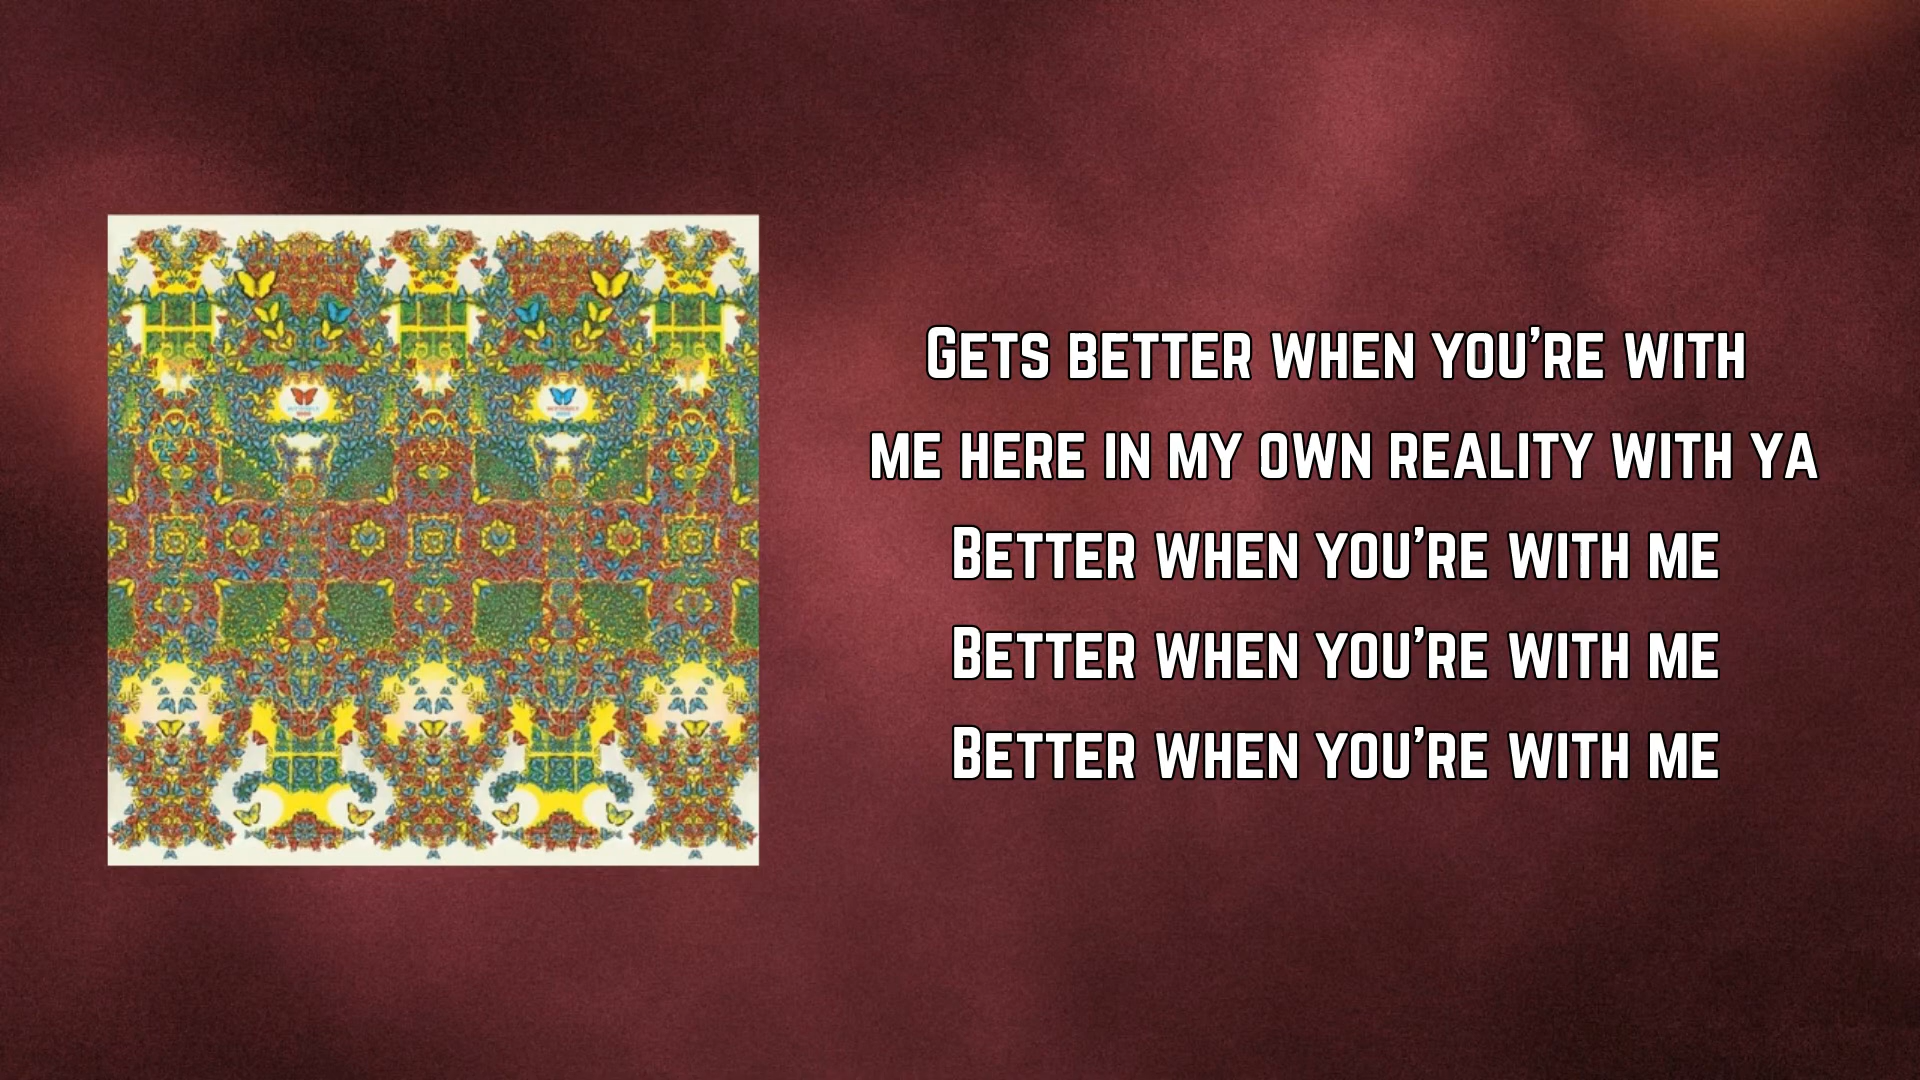 Gets better when you're with
me here in my own reality with ya
Better when you're with me
Better when you're with me
Better when you're with me